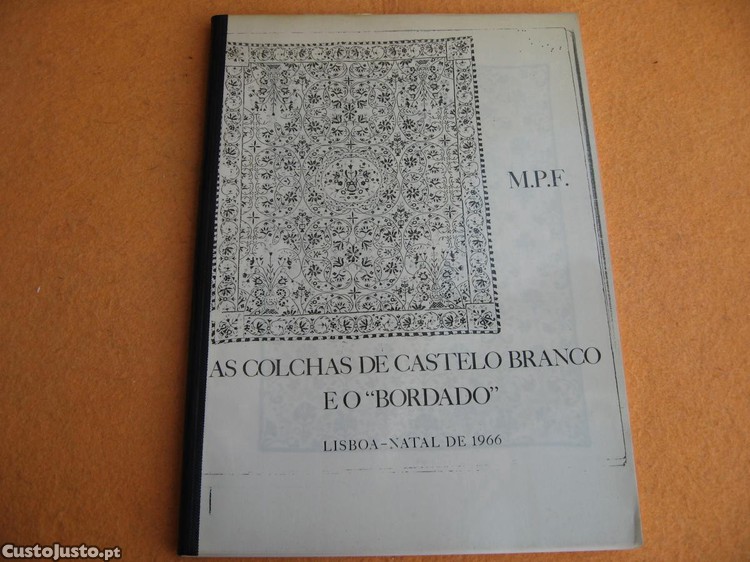 M.P.F.
AS COLCHAS DE CASTELO BRANCO
E O “BORDADO”
LISBOA-NATAL DE 1966
CustoJusto.pt